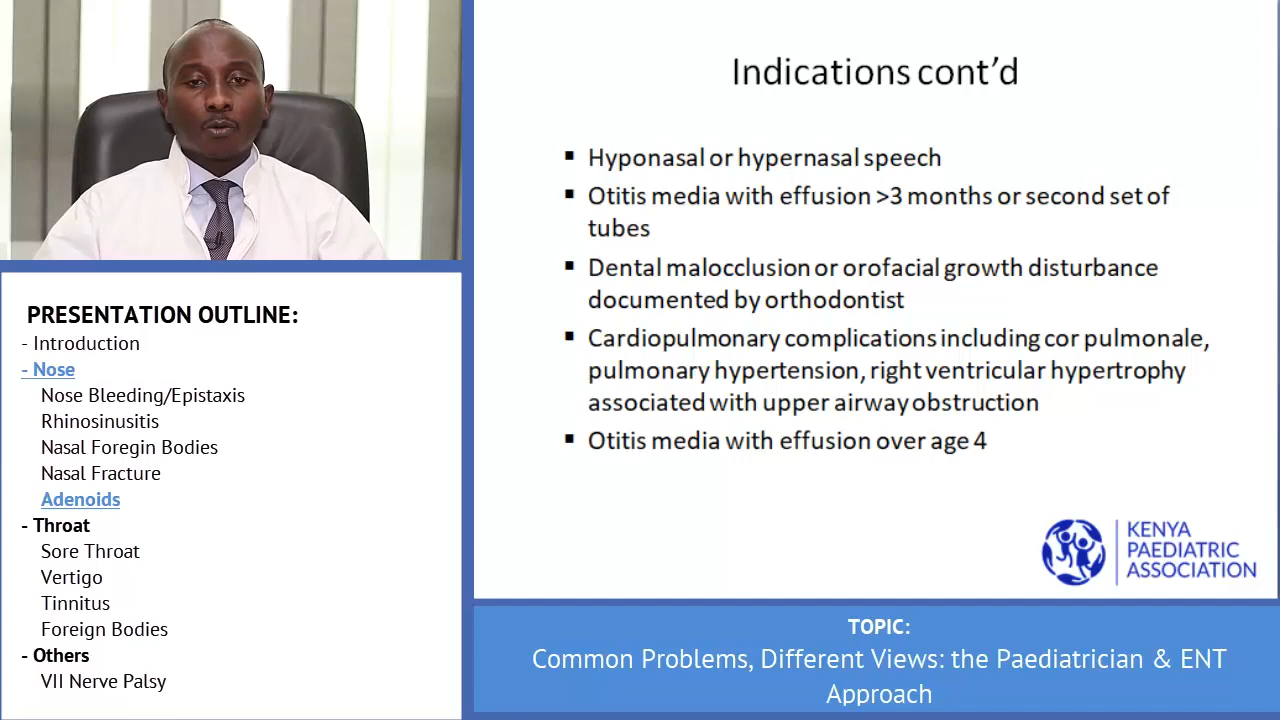 Indications cont'd
▪ Hyponasal or hypernasal speech
▪ Otitis media with effusion >3 months or second set of
tubes
▪ Dental malocclusion or orofacial growth disturbance
documented by orthodontist
▪ Cardiopulmonary complications including cor pulmonale,
pulmonary hypertension, right ventricular hypertrophy
associated with upper airway obstruction
▪ Otitis media with effusion over age 4
KENYA
PAEDIATRIC
ASSOCIATION
PRESENTATION OUTLINE:
- Introduction
- Nose
Nose Bleeding/Epistaxis
Rhinosinusitis
Nasal Foregin Bodies
Nasal Fracture
Adenoids
- Throat
Sore Throat
Vertigo
Tinnitus
Foreign Bodies
- Others
VII Nerve Palsy
TOPIC:
Common Problems, Different Views: the Paediatrician & ENT
Approach